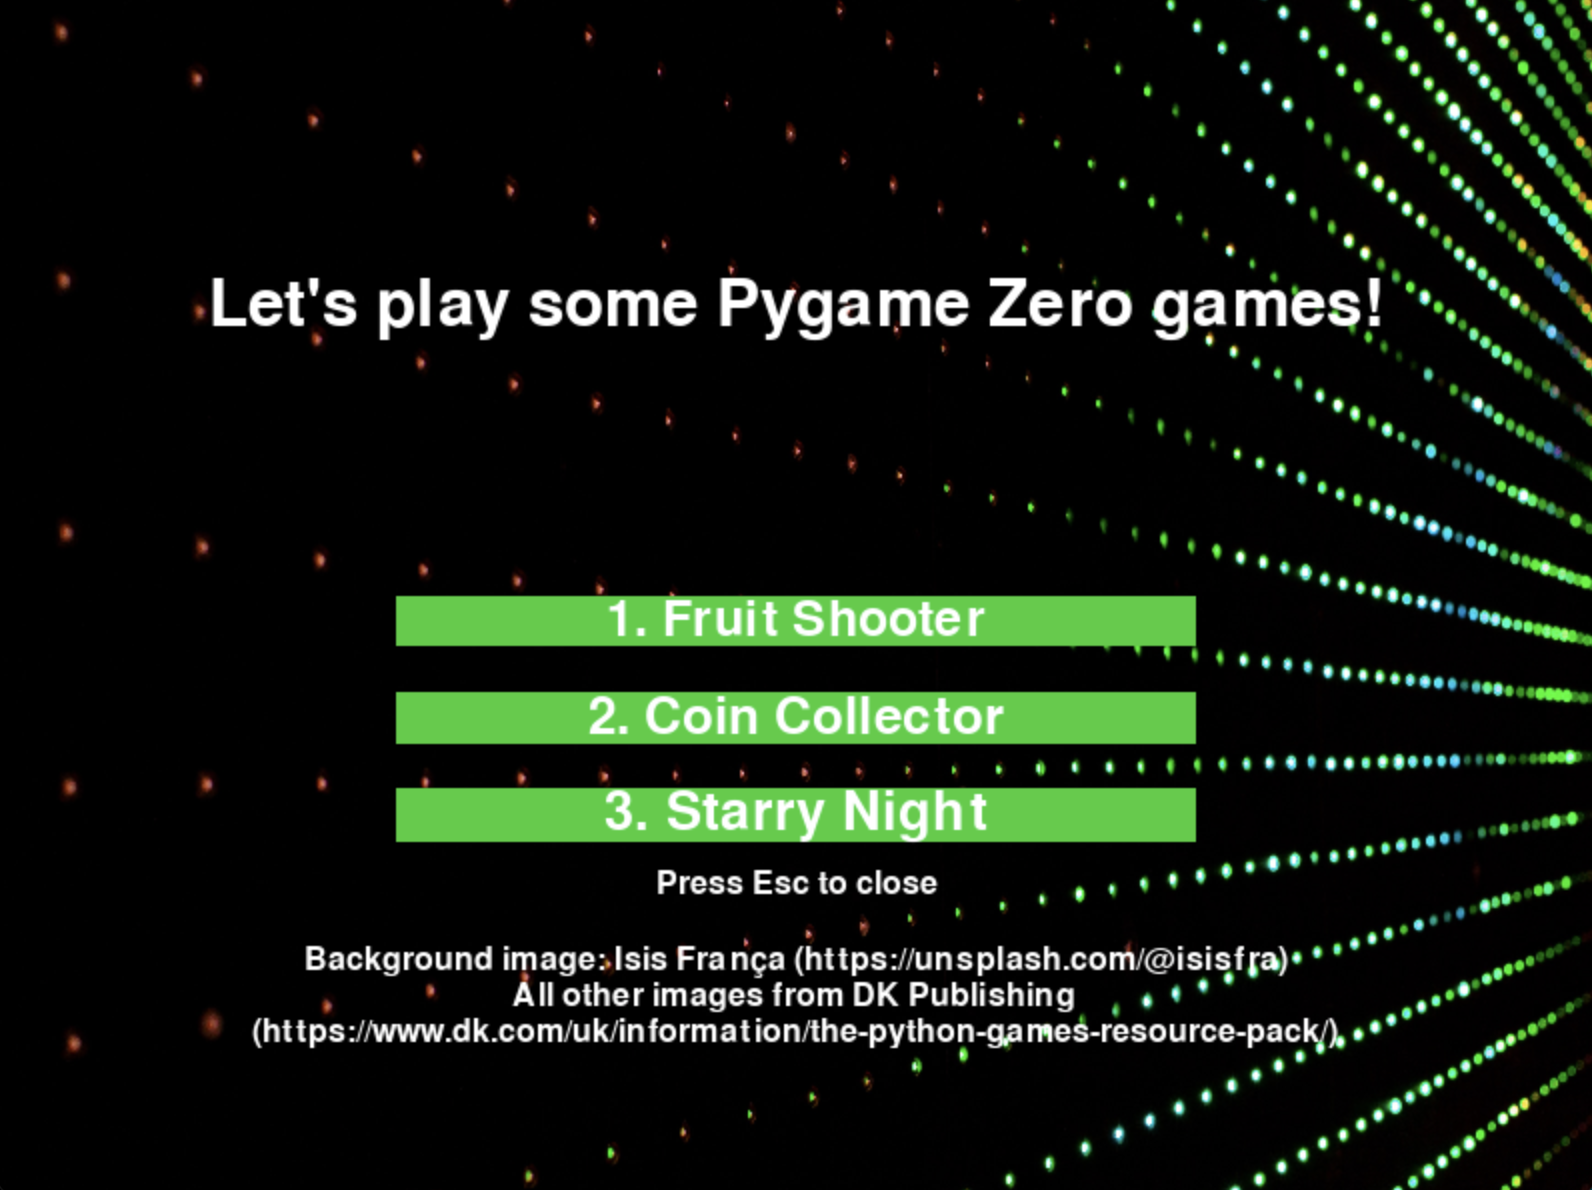 Let's play some Pygame Zero games!
1. Fruit Shooter
2. Coin Collector
3. Starry Night
Press Esc to close
Background image: Isis França (https://unsplash.com/@isisfra)
All other images from DK Publishing
(https://www.dk.com/uk/information/the-python-games-resource-pack/)